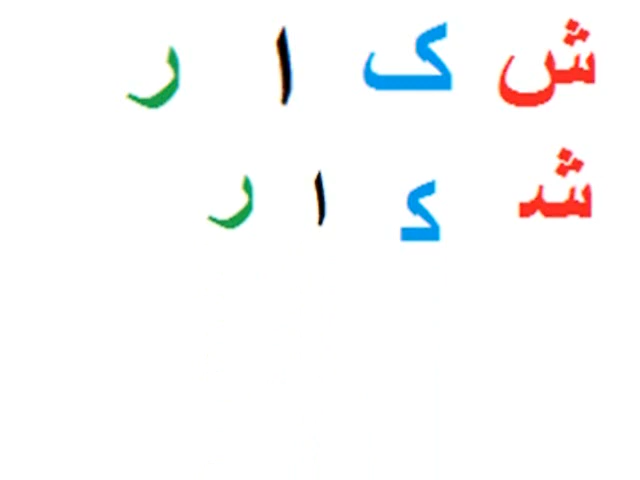 ش ک ا ر
شـ کـ ا ر